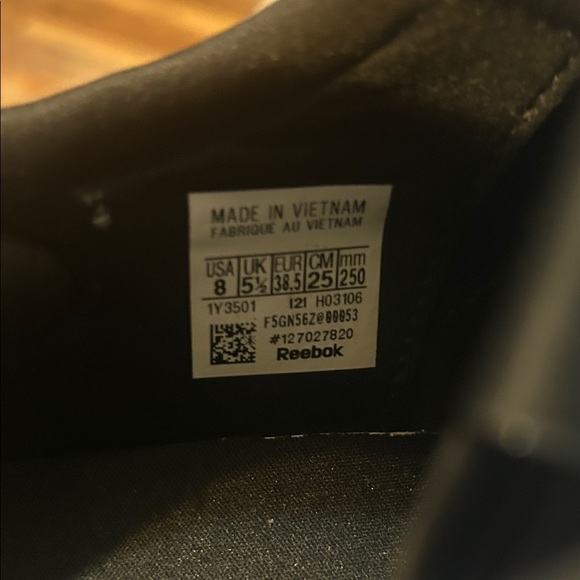 MADE IN VIETNAM
FABRIQUE AU VIETNAM
USA UK EUR CM mm
8 5½ 38.5 25 250
1Y3501 121 H03106
F5GN56Z@00053
#127027820
Reebok